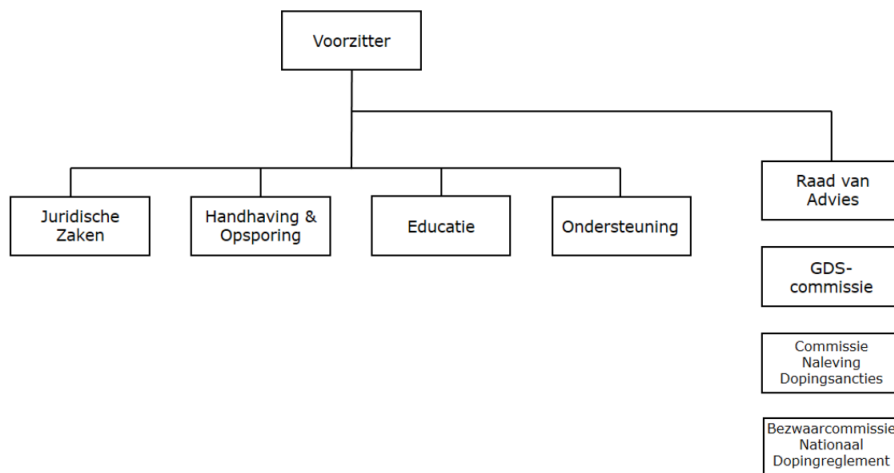 Voorzitter
Juridische
Zaken
Handhaving &
Opsporing
Educatie
Ondersteuning
Raad van
Advies
GDS-
commissie
Commissie
Naleving
Dopingsancties
Bezwaarcommissie
Nationaal
Dopingreglement